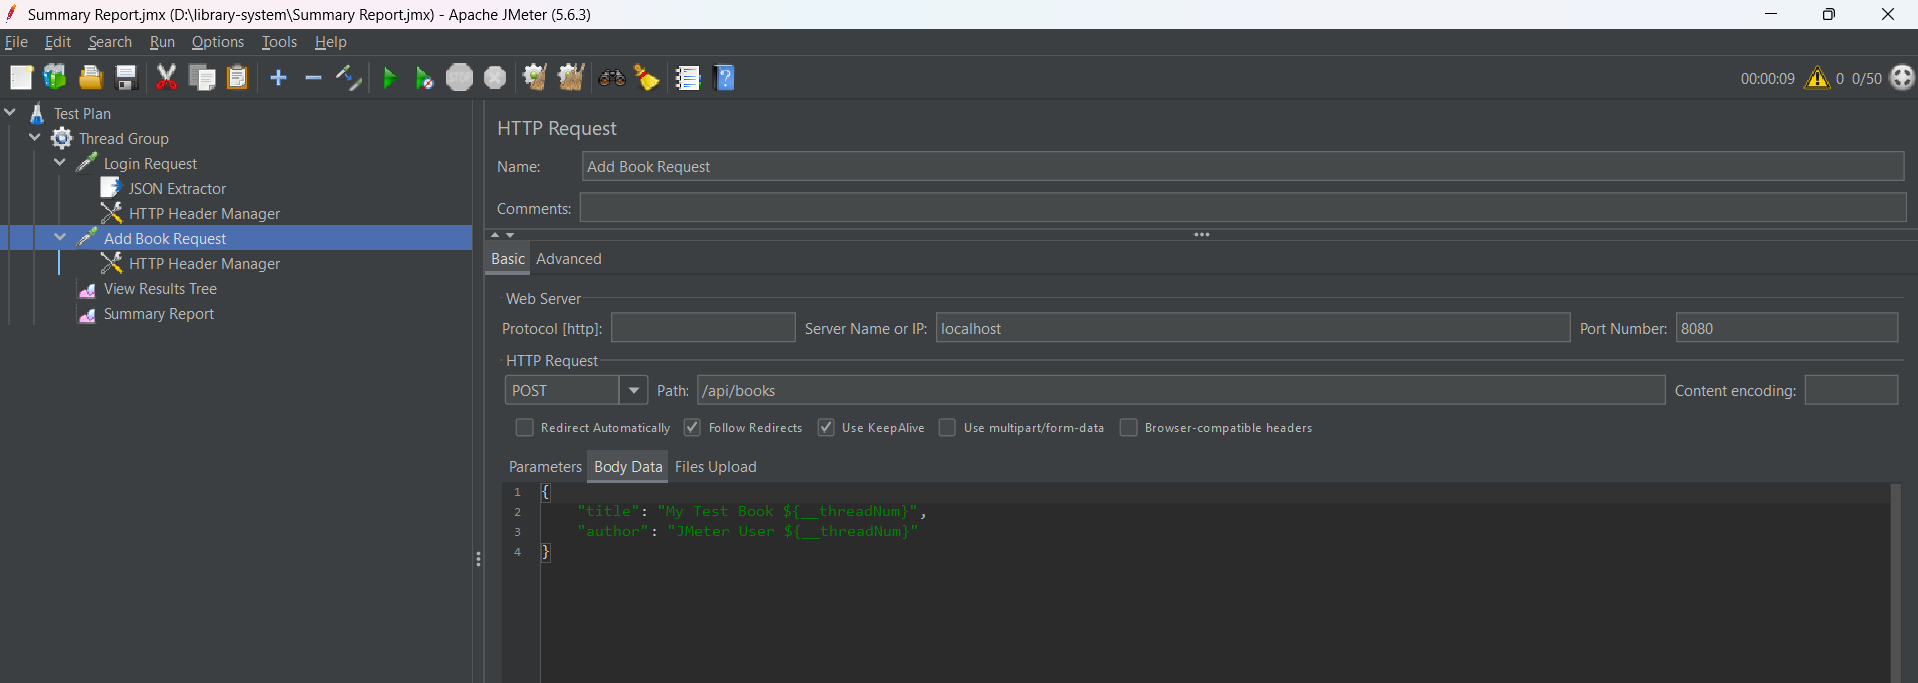 Summary Report.jmx (D:\library-system\Summary Report.jmx) - Apache JMeter (5.6.3)
File Edit Search Run Options Tools Help
STOP
00:00:09 0 0/50
Test Plan
Thread Group
Login Request
JSON Extractor
HTTP Header Manager
Add Book Request
HTTP Header Manager
View Results Tree
Summary Report
HTTP Request
Name: Add Book Request
Comments:
Basic Advanced
Web Server
Protocol [http]: Server Name or IP: localhost Port Number: 8080
HTTP Request
POST Path: /api/books Content encoding:
Redirect Automatically Follow Redirects Use KeepAlive Use multipart/form-data Browser-compatible headers
Parameters Body Data Files Upload
1 {
2 "title": "My Test Book ${__threadNum}",
3 "author": "JMeter User ${__threadNum}"
4 }